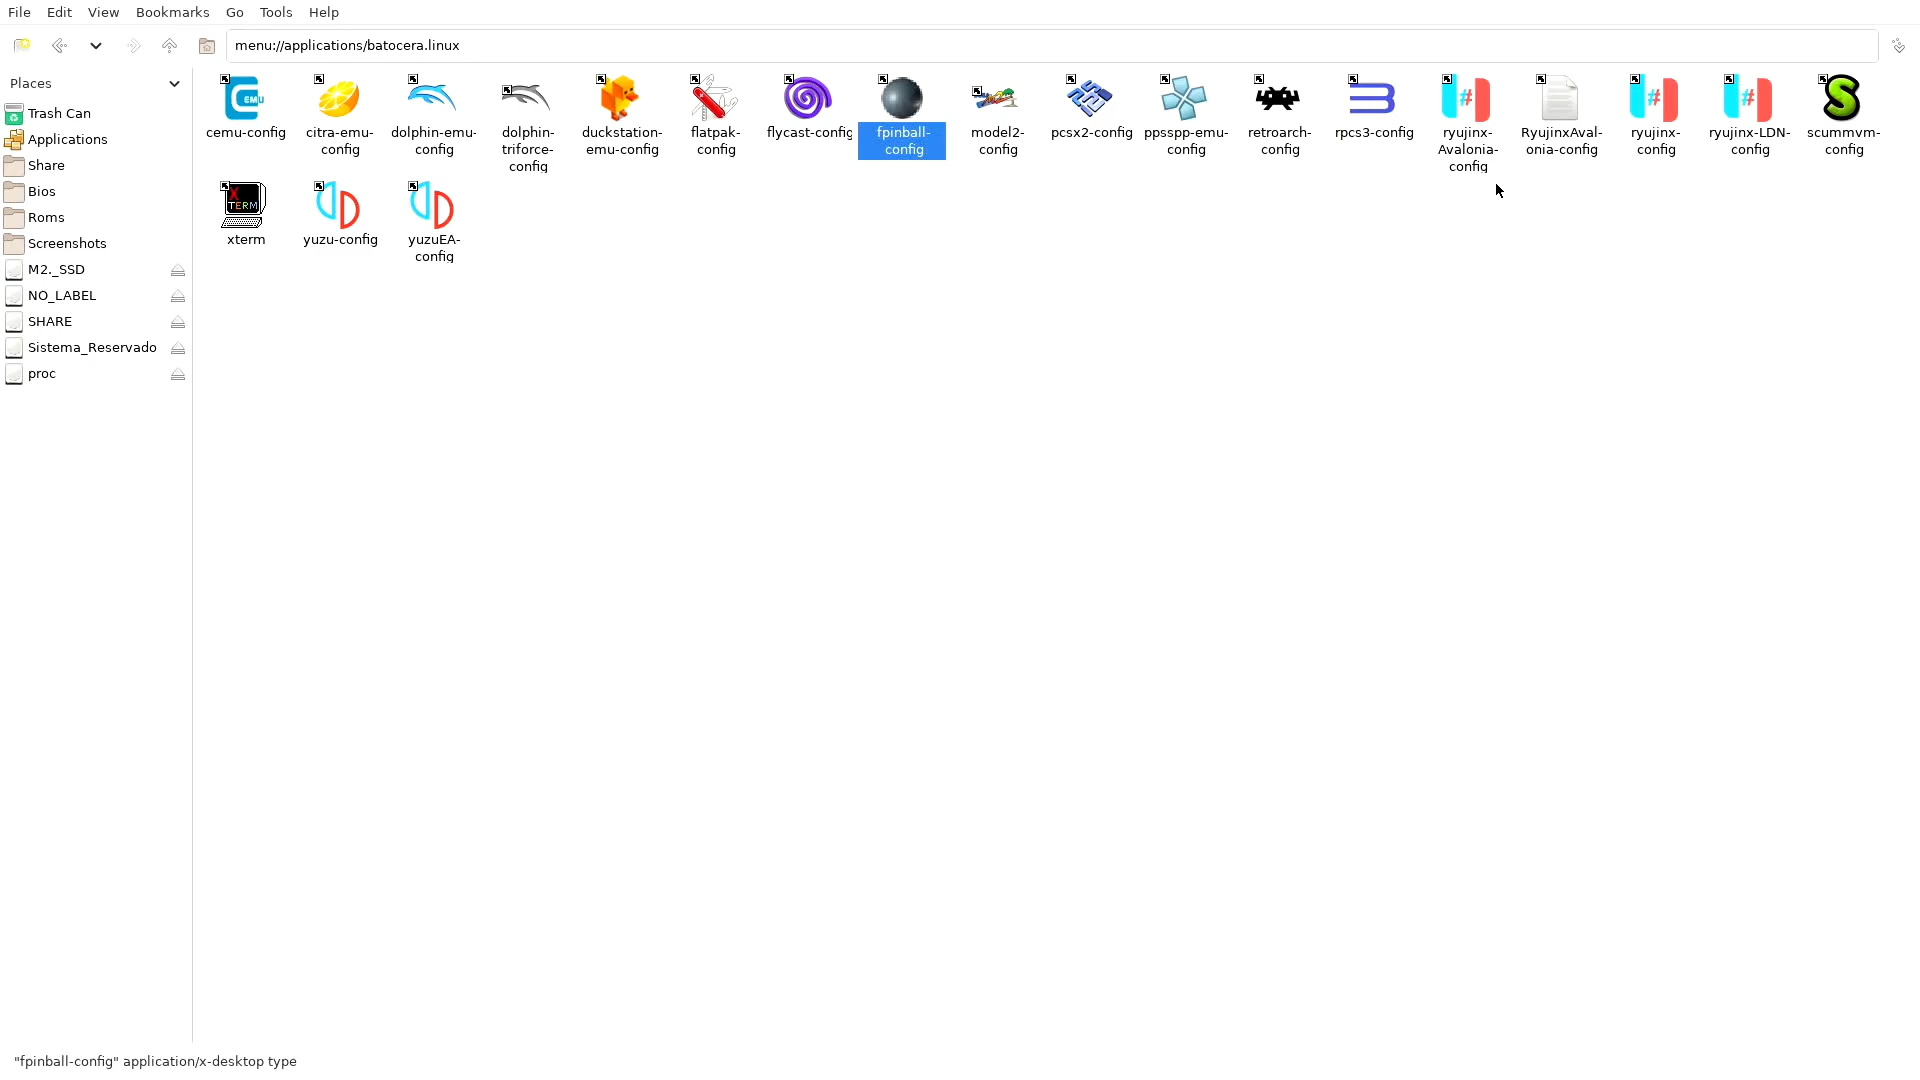 File Edit View Bookmarks Go Tools Help
menu://applications/batocera.linux
Places
Trash Can
Applications
Share
Bios
Roms
Screenshots
M2._SSD
NO_LABEL
SHARE
Sistema_Reservado
proc
cemu-config
citra-emu-
config
dolphin-emu-
config
dolphin-
triforce-
config
duckstation-
emu-config
flatpak-
config
flycast-config
fpinball-
config
model2-
config
pcsx2-config
ppsspp-emu-
config
retroarch-
config
rpcs3-config
ryujinx-
Avalonia-
config
RyujinxAval-
onia-config
ryujinx-
config
ryujinx-LDN-
config
scummvm-
config
X
TERM
xterm
yuzu-config
yuzuEA-
config
"fpinball-config" application/x-desktop type